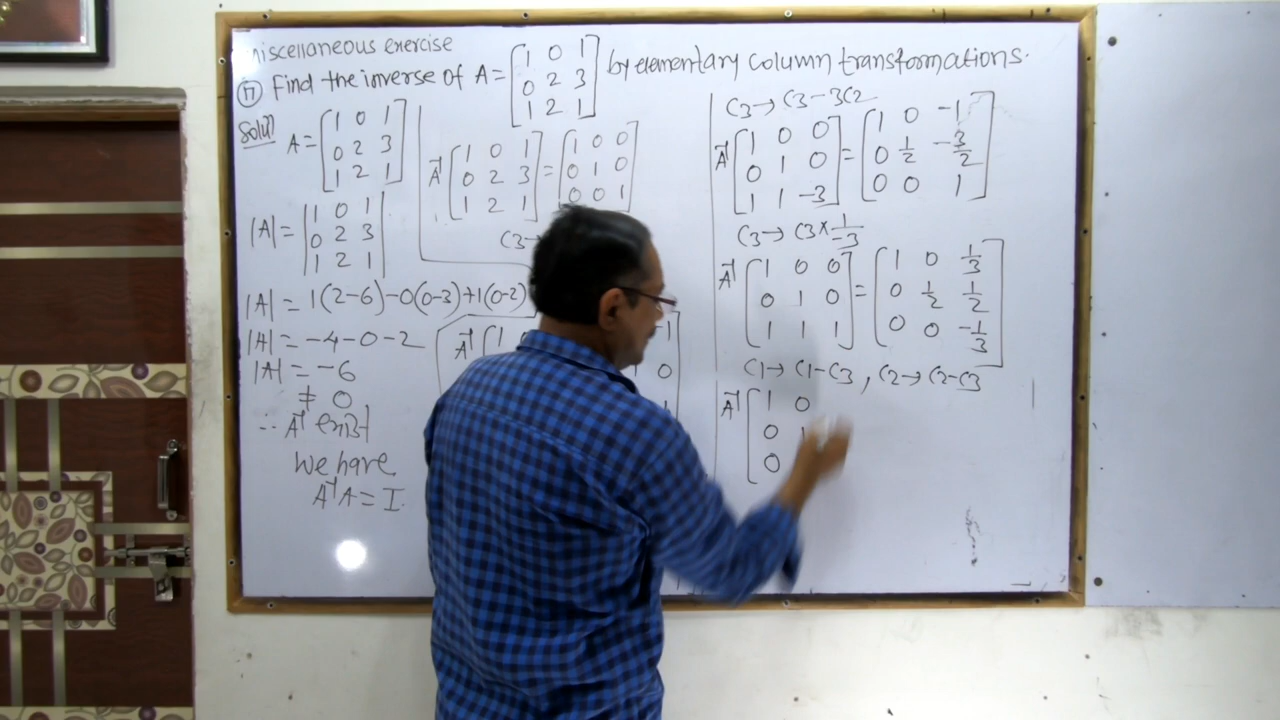 Miscellaneous exercise
(17) Find the inverse of A = [1 0 1
0 2 3
1 2 1] by elementary column transformations.
Solun
A = [1 0 1
0 2 3
1 2 1]
|A| = |1 0 1
0 2 3
1 2 1|
|A| = 1(2-6)-0(0-3)+1(0-2)
|A| = -4-0-2
|A| = -6
≠ 0
∴ A⁻¹ exist
We have
A⁻¹A = I.
A⁻¹ [1 0 1 = [1 0 0
0 2 3 0 1 0
1 2 1] 0 0 1]
C3→
A⁻¹ [1
-1
0
C3→ C3-3C2
A⁻¹ [1 0 0 = [1 0 -1
0 1 0 0 1/2 -3/2
1 1 -3] 0 0 1]
C3→ C3×1/-3
A⁻¹ [1 0 0 = [1 0 1/3
0 1 0 0 1/2 1/2
1 1 1] 0 0 -1/3]
C1→ C1-C3, C2→ C2-C3
A⁻¹ [1 0
0 1
0